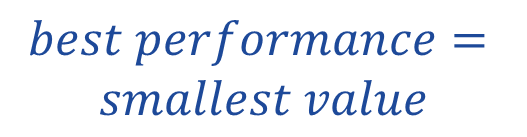 best performance =
smallest value